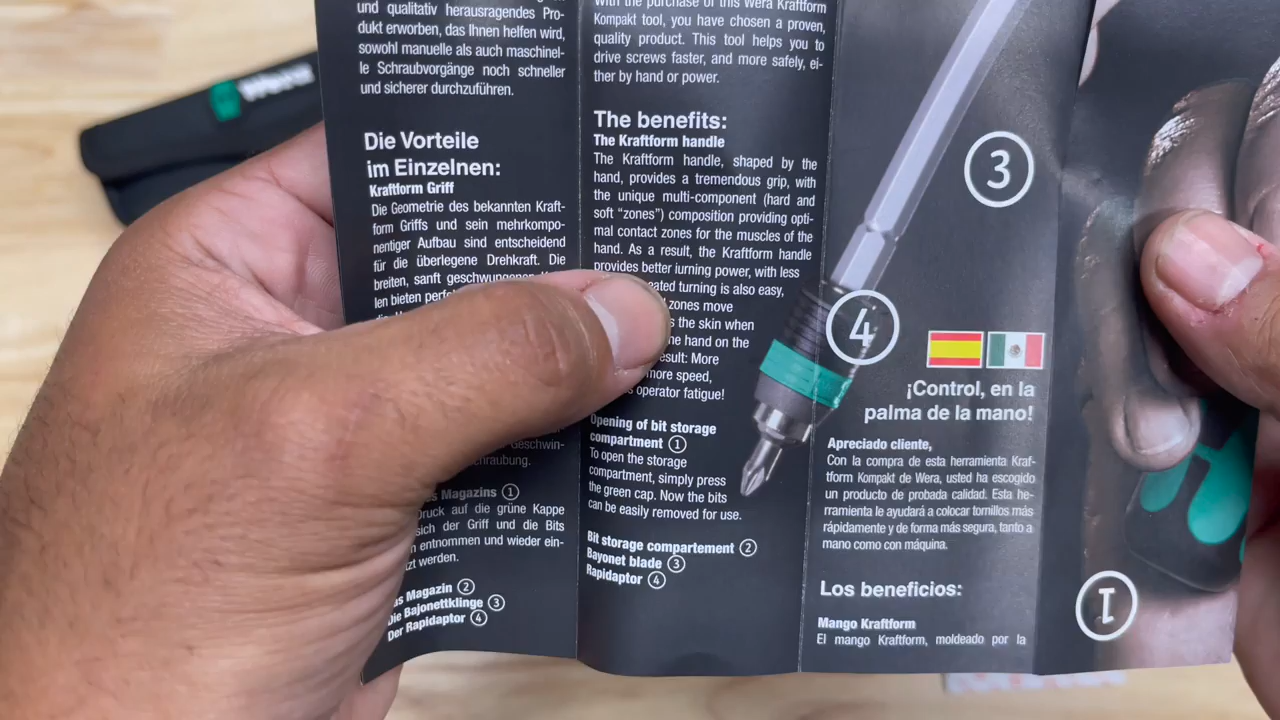 Wera
und qualitativ herausragendes Pro-
dukt erworben, das Ihnen helfen wird,
sowohl manuelle als auch maschinel-
le Schraubvorgänge noch schneller
und sicherer durchzuführen.
Die Vorteile
im Einzelnen:
Kraftform Griff
Die Geometrie des bekannten Kraft-
form Griffs und sein mehrkompo-
nentiger Aufbau sind entscheidend
für die überlegene Drehkraft. Die
breiten, sanft geschwungenen
len bieten
Geschwin-
schraubung.
Magazins 1
Druck auf die grüne Kappe
sich der Griff und die Bits
entnommen und wieder ein-
werden.
Magazin 2
Die Bajonettklinge 3
Der Rapidaptor 4
With the purchase of this Wera Kraftform
Kompakt tool, you have chosen a proven,
quality product. This tool helps you to
drive screws faster, and more safely, ei-
ther by hand or power.
The benefits:
The Kraftform handle
The Kraftform handle, shaped by the
hand, provides a tremendous grip, with
the unique multi-component (hard and
soft “zones”) composition providing opti-
mal contact zones for the muscles of the
hand. As a result, the Kraftform handle
provides better iurning power, with less
turning is also easy,
zones move
the skin when
hand on the
result: More
more speed,
operator fatigue!
Opening of bit storage
compartment 1
To open the storage
compartment, simply press
the green cap. Now the bits
can be easily removed for use.
Bit storage compartement 2
Bayonet blade 3
Rapidaptor 4
3
4
¡Control, en la
palma de la mano!
Apreciado cliente,
Con la compra de esta herramienta Kraf-
tform Kompakt de Wera, usted ha escogido
un producto de probada calidad. Esta he-
rramienta le ayudará a colocar tornillos más
rápidamente y de forma más segura, tanto a
mano como con máquina.
Los beneficios:
Mango Kraftform
El mango Kraftform, moldeado por la
1